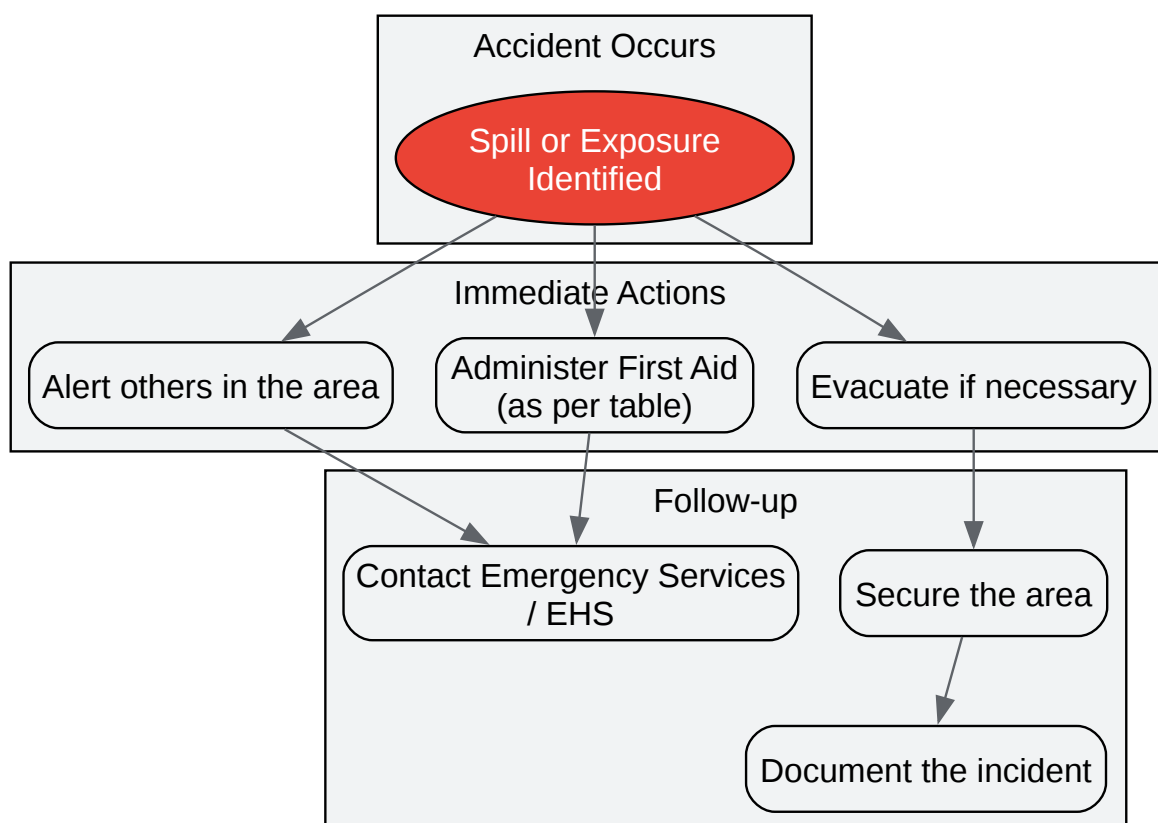 Accident Occurs
Spill or Exposure
Identified
Immediate Actions
Alert others in the area
Administer First Aid
(as per table)
Evacuate if necessary
Follow-up
Contact Emergency Services
/ EHS
Secure the area
Document the incident